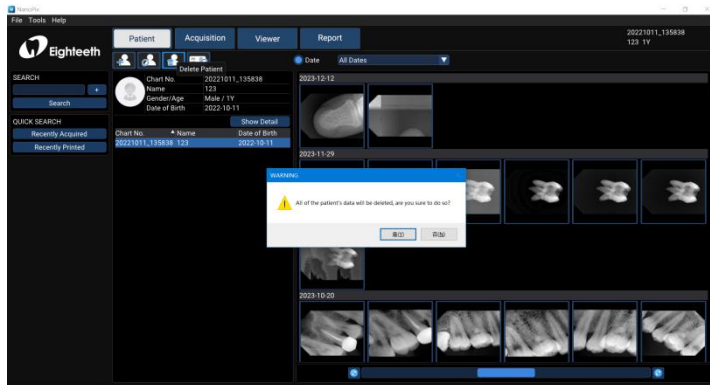 NanoPix
File Tools Help
Eighteeth
Patient Acquisition Viewer Report
20221011_135838
123 1Y
Delete Patient
Date All Dates
SEARCH
+
Search
QUICK SEARCH
Recently Acquired
Recently Printed
Chart No. 20221011_135838
Name 123
Gender/Age Male / 1Y
Date of Birth 2022-10-11
Show Detail
Chart No. Name Date of Birth
20221011_135838 123 2022-10-11
2023-12-12
2023-11-29
WARNING
All of the patient's data will be deleted, are you sure to do so?
是(Y) 否(N)
2023-10-20